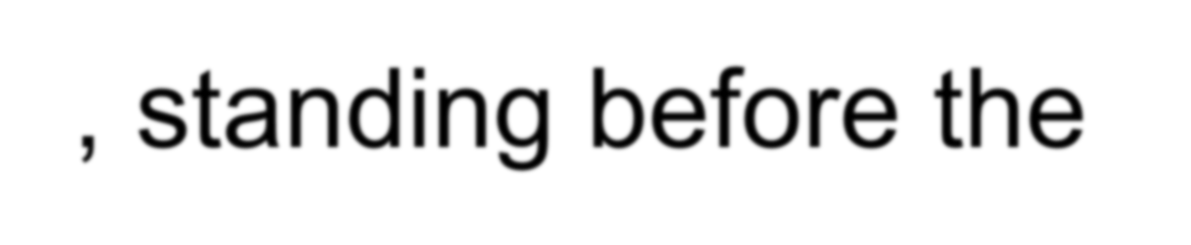 , standing before the